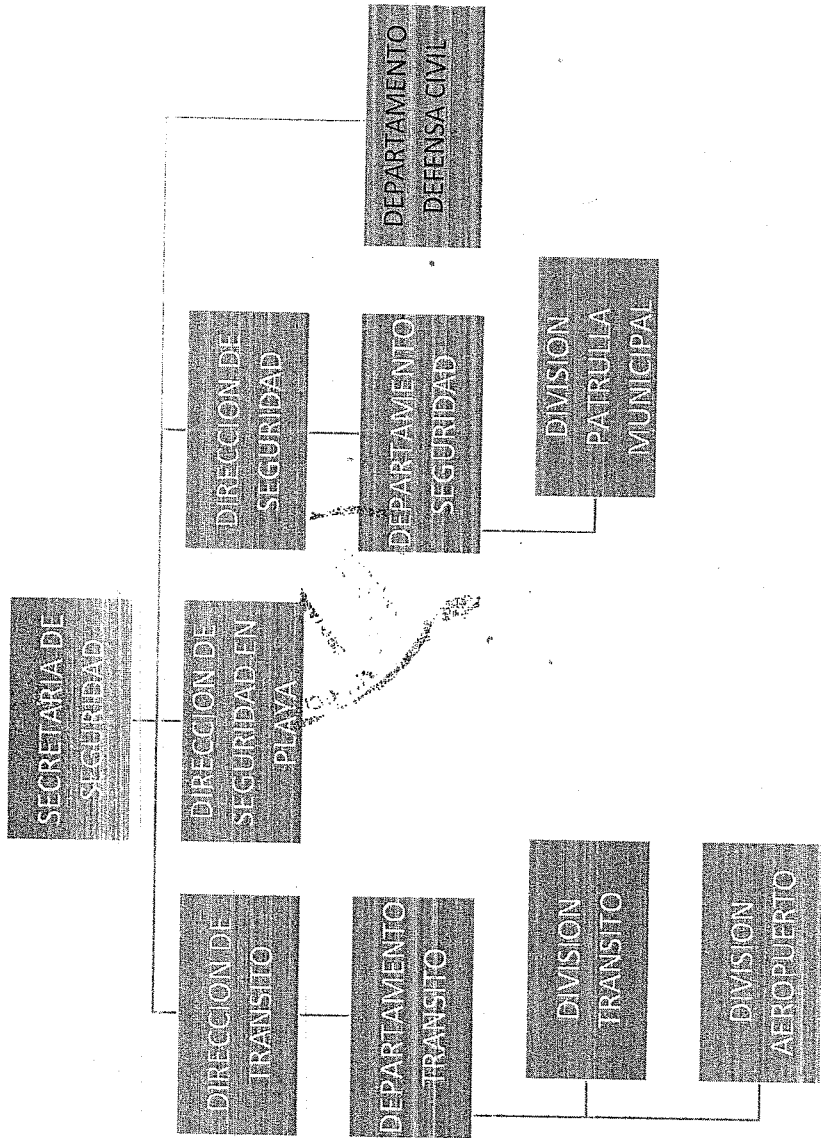 SECRETARIA DE
SEGURIDAD
DIRECCION DE
TRANSITO
DIRECCION DE
SEGURIDAD EN
PLAYA
DIRECCION DE
SEGURIDAD
DEPARTAMENTO
TRANSITO
DEPARTAMENTO
SEGURIDAD
DEPARTAMENTO
DEFENSA CIVIL
DIVISION
TRANSITO
DIVISION
PATRULLA
MUNICIPAL
DIVISION
AEROPUERTO